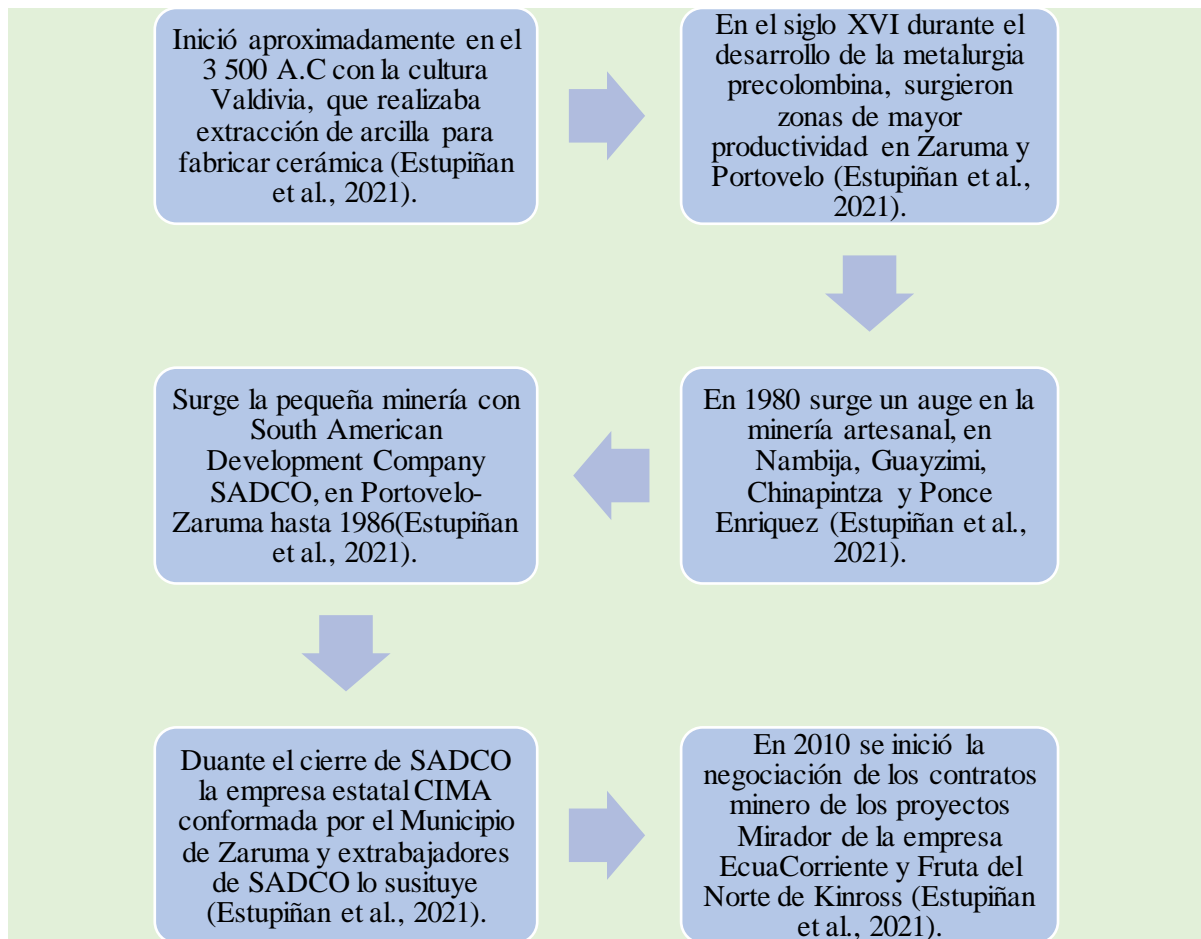 Inició aproximadamente en el
3 500 A.C con la cultura
Valdivia, que realizaba
extracción de arcilla para
fabricar cerámica (Estupiñan
et al., 2021).
En el siglo XVI durante el
desarrollo de la metalurgia
precolombina, surgieron
zonas de mayor
productividad en Zaruma y
Portovelo (Estupiñan et al.,
2021).
En 1980 surge un auge en la
minería artesanal, en
Nambija, Guayzimi,
Chinapintza y Ponce
Enriquez (Estupiñan et al.,
2021).
Surge la pequeña minería con
South American
Development Company
SADCO, en Portovelo-
Zaruma hasta 1986(Estupiñan
et al., 2021).
Duante el cierre de SADCO
la empresa estatal CIMA
conformada por el Municipio
de Zaruma y extrabajadores
de SADCO lo susituye
(Estupiñan et al., 2021).
En 2010 se inició la
negociación de los contratos
minero de los proyectos
Mirador de la empresa
EcuaCorriente y Fruta del
Norte de Kinross (Estupiñan
et al., 2021).